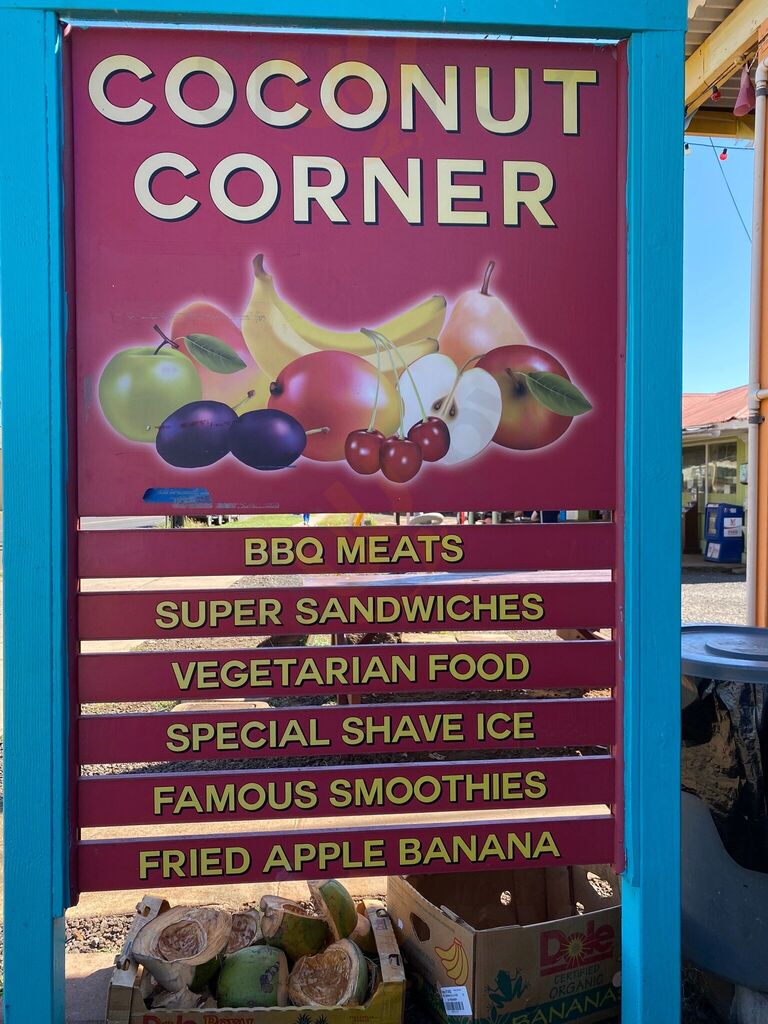 COCONUT
CORNER
BBQ MEATS
SUPER SANDWICHES
VEGETARIAN FOOD
SPECIAL SHAVE ICE
FAMOUS SMOOTHIES
FRIED APPLE BANANA
Dole
CERTIFIED
ORGANIC
BANANA
Dole